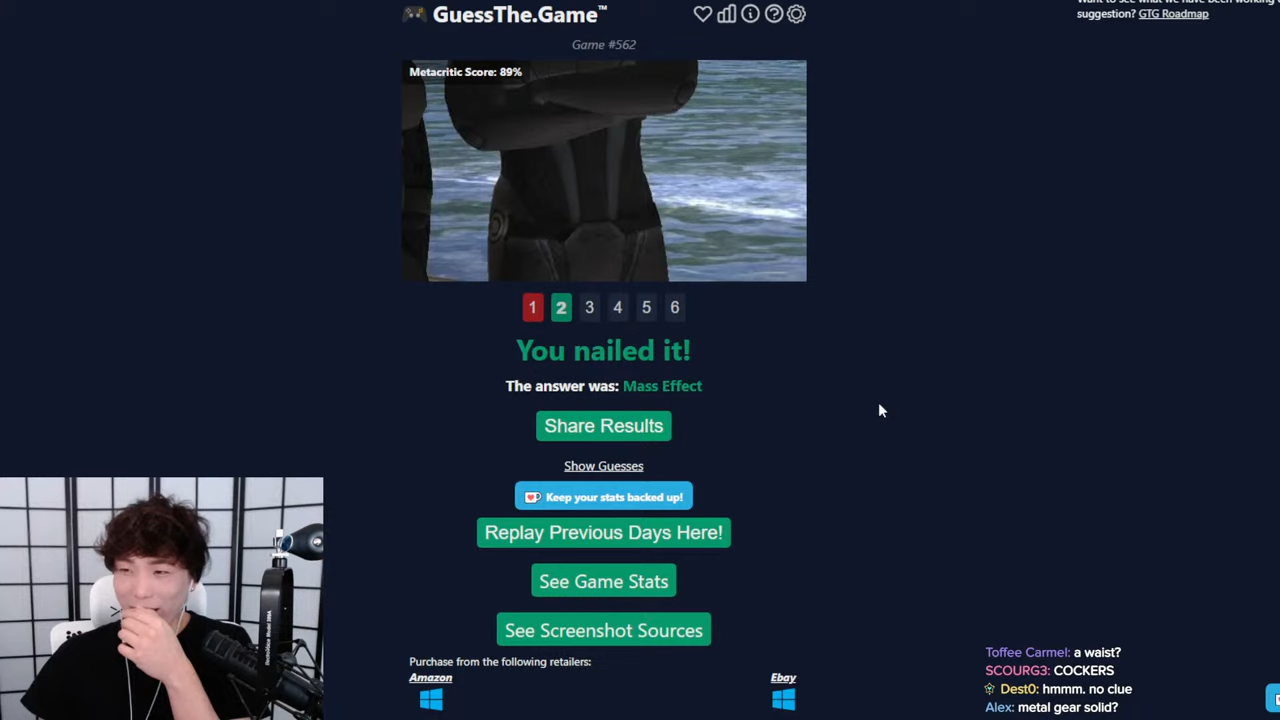 GuessThe.Game™
suggestion? GTG Roadmap
Game #562
Metacritic Score: 89%
1 2 3 4 5 6
You nailed it!
The answer was: Mass Effect
Share Results
Show Guesses
Keep your stats backed up!
Replay Previous Days Here!
See Game Stats
See Screenshot Sources
Purchase from the following retailers:
Amazon
Ebay
Toffee Carmel: a waist?
SCOURG3: COCKERS
Dest0: hmmm. no clue
Alex: metal gear solid?